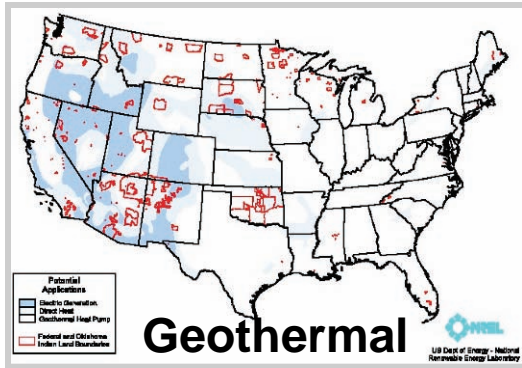 Potential
Applications
Electric Generation
Direct Heat
Geothermal Heat Pump
Federal and Oklahoma
Indian Land Boundaries
Geothermal
NREL
US Dept of Energy - National
Renewable Energy Laboratory